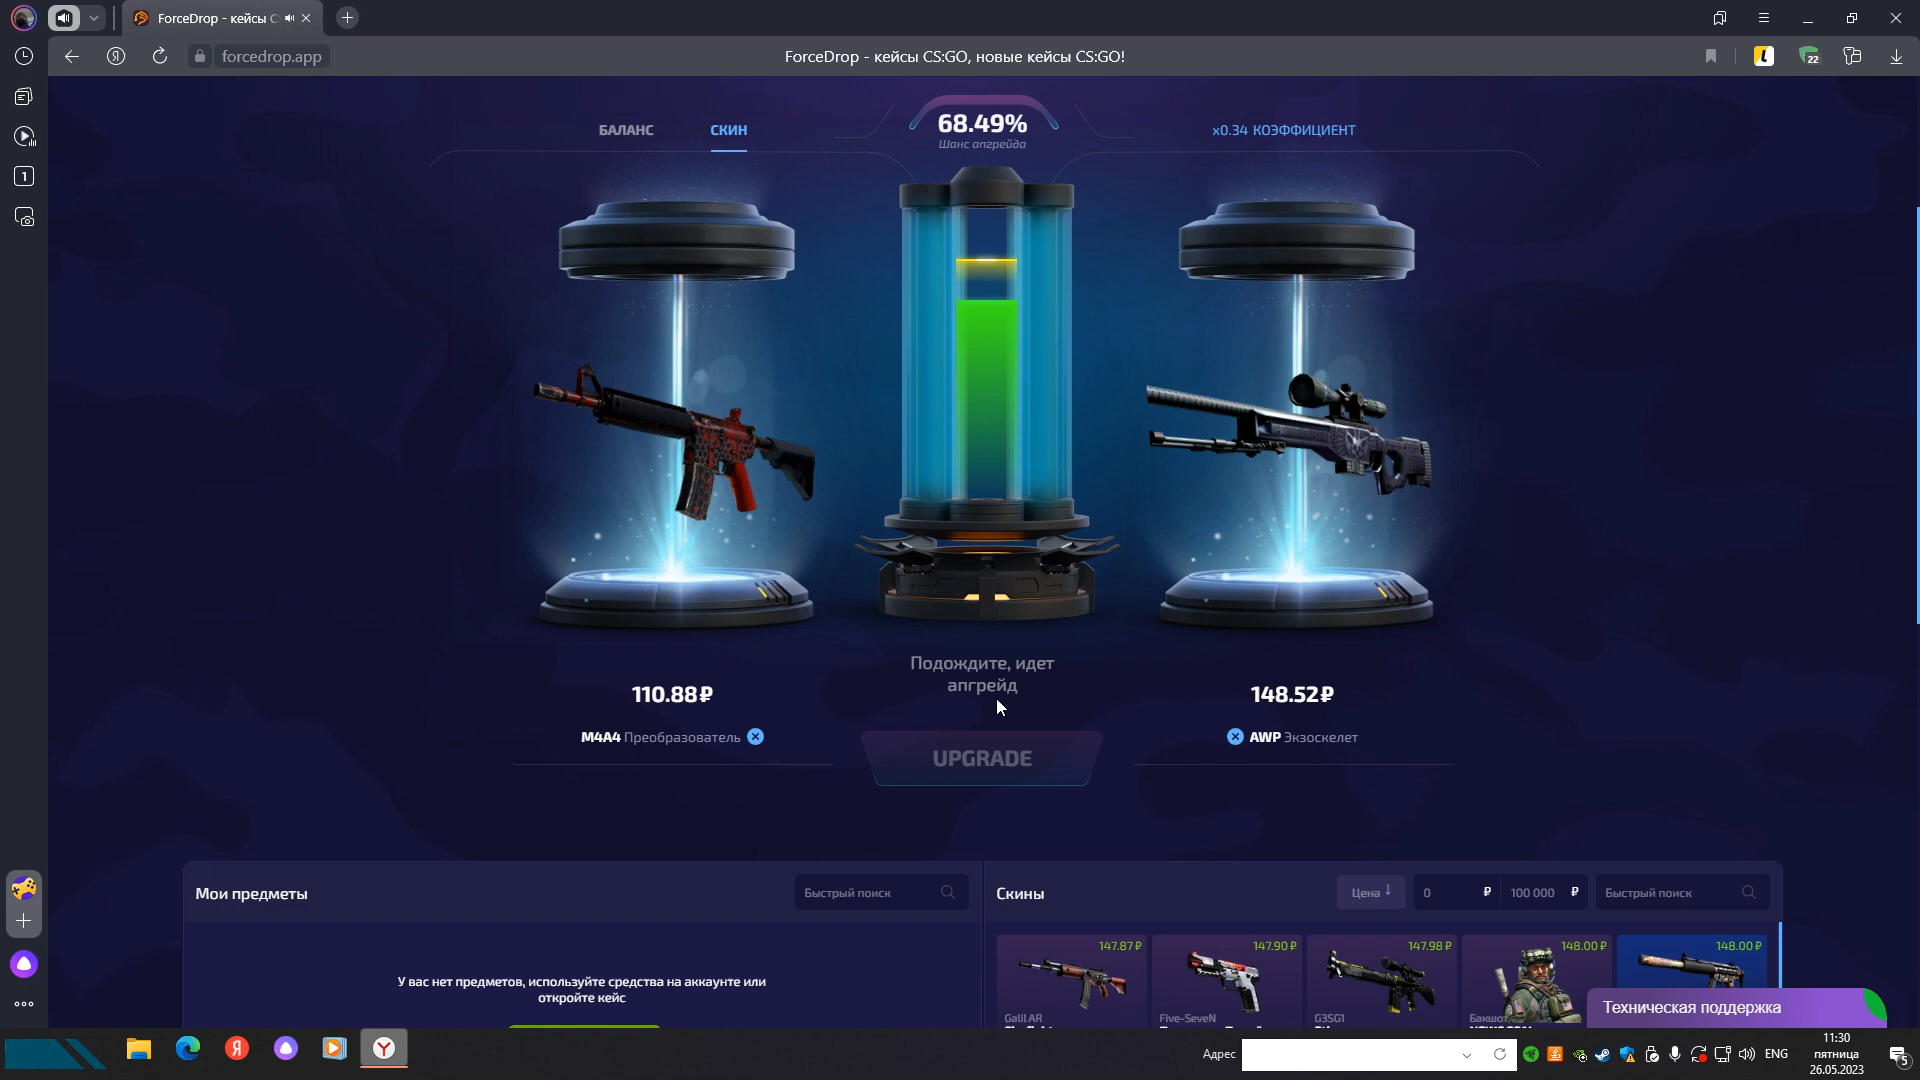 ForceDrop - кейсы C
forcedrop.app
ForceDrop - кейсы CS:GO, новые кейсы CS:GO!
22
1
БАЛАНС
СКИН
68.49%
Шанс апгрейда
x0.34 КОЭФФИЦИЕНТ
Подождите, идет
апгрейд
110.88₽
148.52₽
M4A4 Преобразователь
AWP Экзоскелет
UPGRADE
Мои предметы
Быстрый поиск
Скины
Цена
0 ₽
100 000 ₽
Быстрый поиск
147.87₽
147.90₽
147.98₽
148.00₽
148.00₽
У вас нет предметов, используйте средства на аккаунте или
откройте кейс
Galil AR
Five-SeveN
G3SG1
Бакшот
Техническая поддержка
Адрес
ENG
11:30
пятница
26.05.2023
5